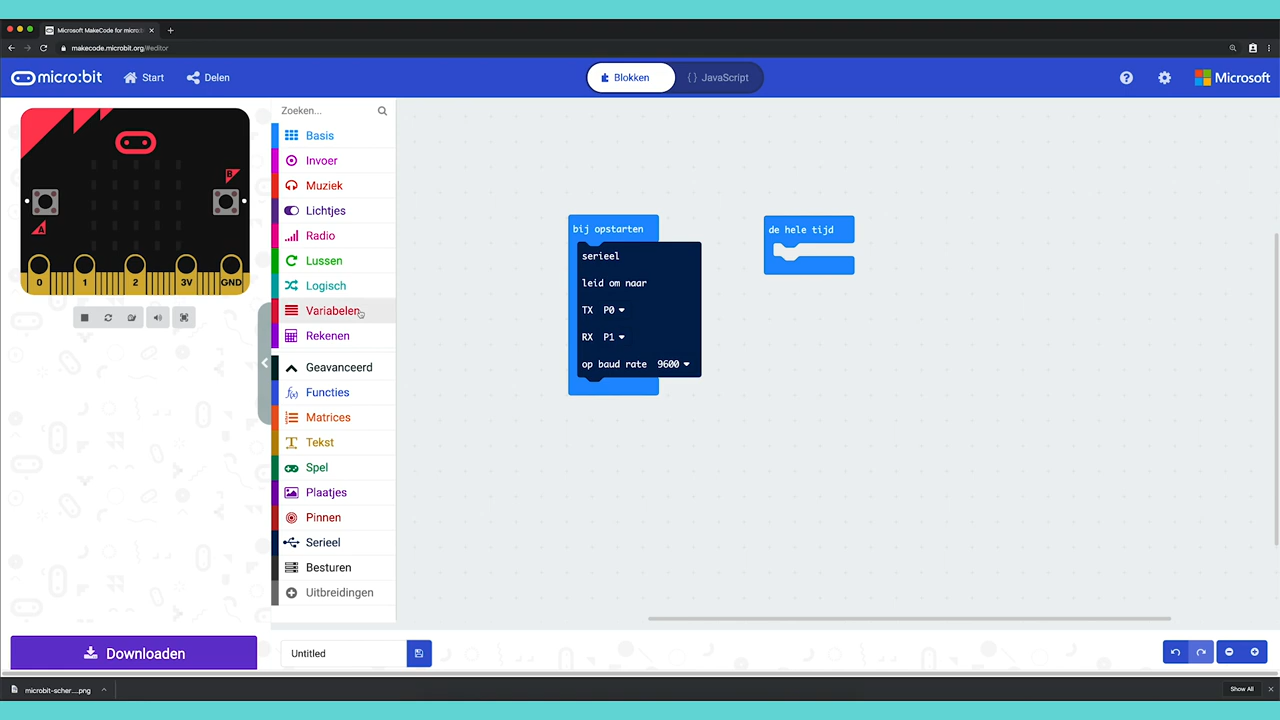 Microsoft MakeCode for micro:b
makecode.microbit.org/#editor
micro:bit
Start
Delen
Blokken
{ } JavaScript
Microsoft
Zoeken...
Basis
Invoer
Muziek
Lichtjes
Radio
Lussen
Logisch
Variabelen
Rekenen
Geavanceerd
Functies
Matrices
Tekst
Spel
Plaatjes
Pinnen
Serieel
Besturen
Uitbreidingen
B
A
0 1 2 3V GND
bij opstarten
serieel
leid om naar
TX P0
RX P1
op baud rate 9600
de hele tijd
Downloaden
Untitled
microbit-scher....png
Show All